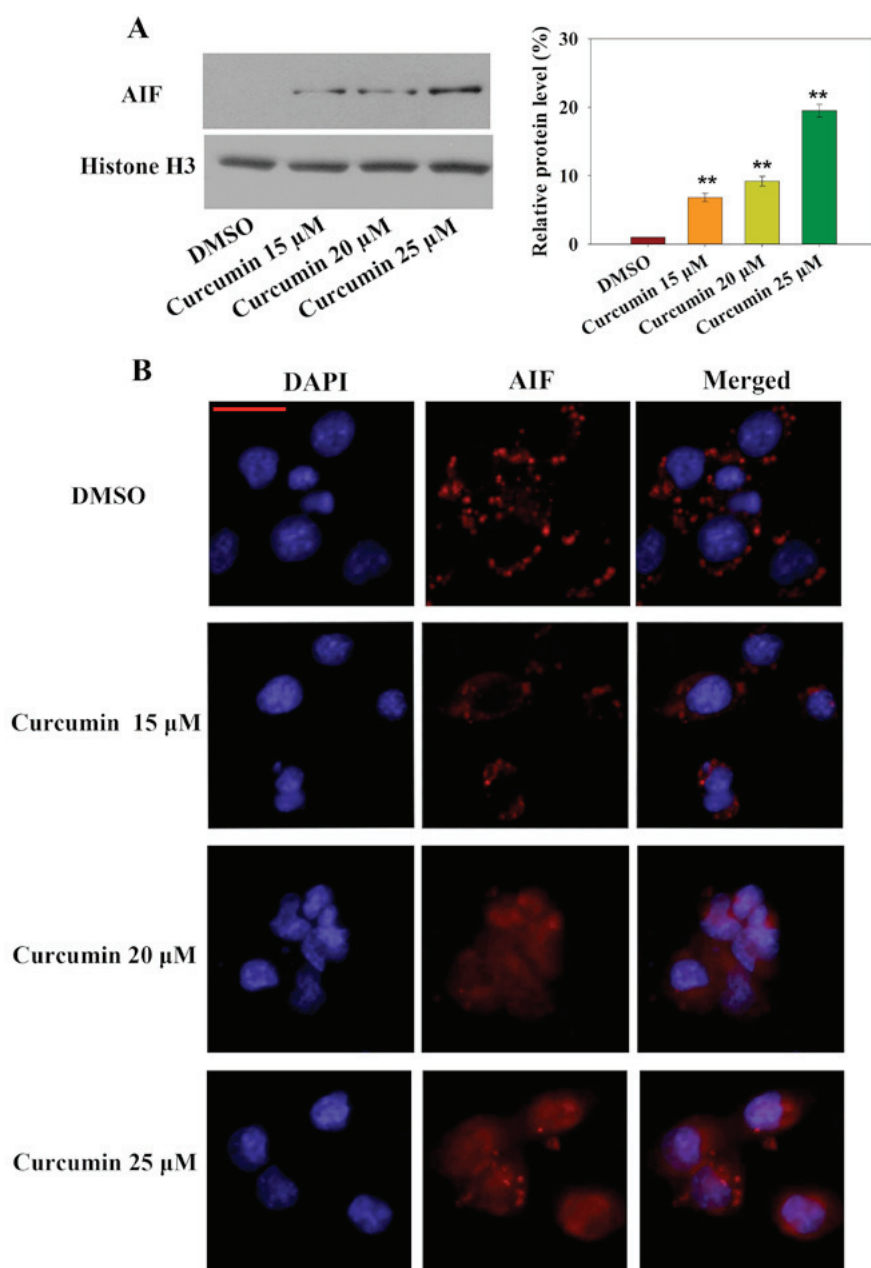 A
AIF
Histone H3
DMSO
Curcumin 15 µM
Curcumin 20 µM
Curcumin 25 µM
Relative protein level (%)
30
20
10
0
**
**
**
DMSO
Curcumin 15 µM
Curcumin 20 µM
Curcumin 25 µM
B
DAPI
AIF
Merged
DMSO
Curcumin 15 µM
Curcumin 20 µM
Curcumin 25 µM